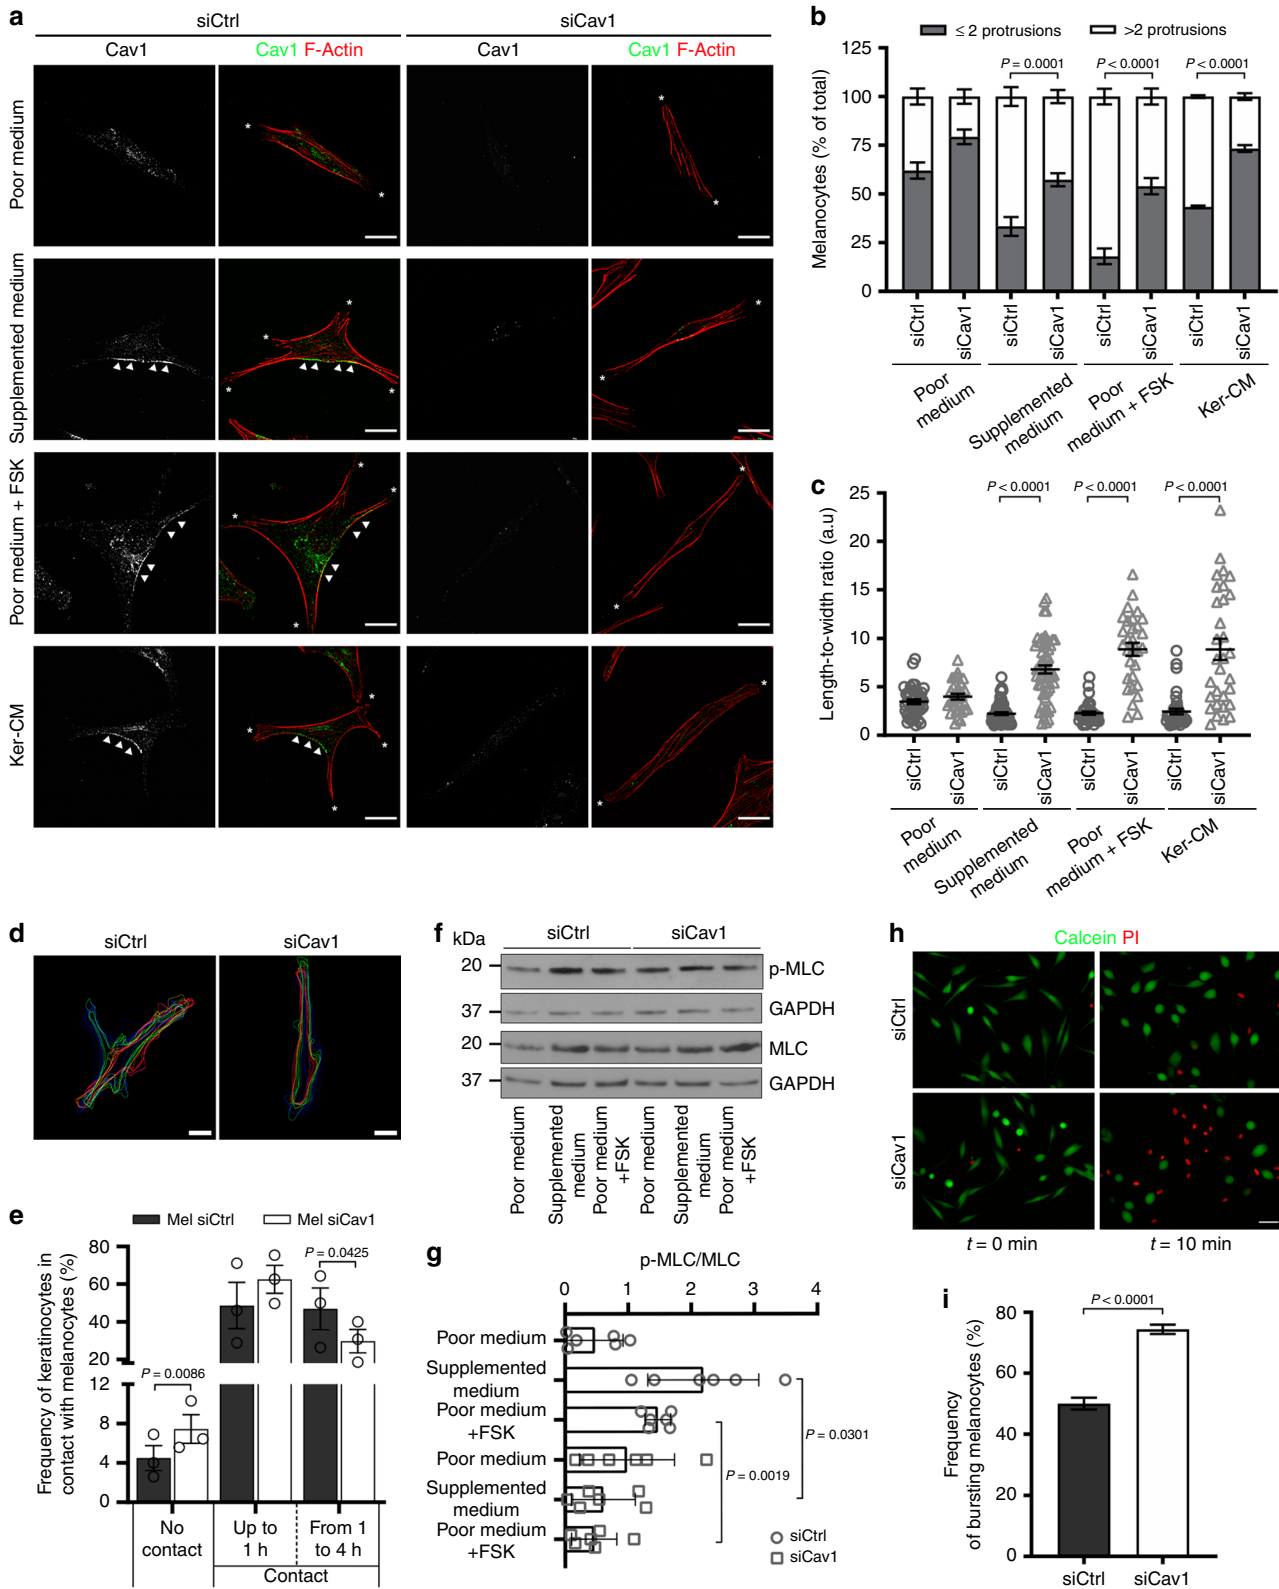 a
siCtrl
siCav1
Cav1
Cav1 F-Actin
Cav1
Cav1 F-Actin
Poor medium
Supplemented medium
Poor medium + FSK
Ker-CM
b
≤ 2 protrusions
>2 protrusions
Melanocytes (% of total)
125
100
75
50
25
0
P = 0.0001
P < 0.0001
P < 0.0001
siCtrl
siCav1
siCtrl
siCav1
siCtrl
siCav1
siCtrl
siCav1
Poor
medium
Supplemented
medium
Poor
medium + FSK
Ker-CM
c
Length-to-width ratio (a.u)
25
20
15
10
5
0
P < 0.0001
P < 0.0001
P < 0.0001
siCtrl
siCav1
siCtrl
siCav1
siCtrl
siCav1
siCtrl
siCav1
Poor
medium
Supplemented
medium
Poor
medium + FSK
Ker-CM
d
siCtrl
siCav1
e
Mel siCtrl
Mel siCav1
Frequency of keratinocytes in
contact with melanocytes (%)
80
60
40
20
12
8
4
0
P = 0.0086
P = 0.0425
No
contact
Up to
1 h
From 1
to 4 h
Contact
f
kDa
siCtrl
siCav1
20
p-MLC
37
GAPDH
20
MLC
37
GAPDH
Poor medium
Supplemented
medium
Poor medium
+FSK
Poor medium
Supplemented
medium
Poor medium
+FSK
g
p-MLC/MLC
0
1
2
3
4
Poor medium
Supplemented
medium
Poor medium
+FSK
Poor medium
Supplemented
medium
Poor medium
+FSK
P = 0.0301
P = 0.0019
siCtrl
siCav1
h
Calcein PI
siCtrl
siCav1
t = 0 min
t = 10 min
i
Frequency
of bursting melanocytes (%)
80
60
40
20
0
P < 0.0001
siCtrl
siCav1